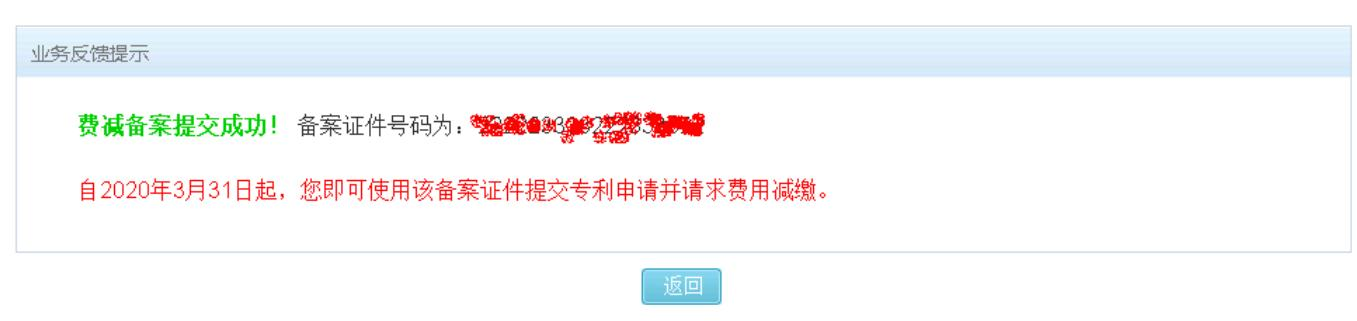 业务反馈提示
费减备案提交成功！ 备案证件号码为：
自2020年3月31日起，您即可使用该备案证件提交专利申请并请求费用减缴。
返回